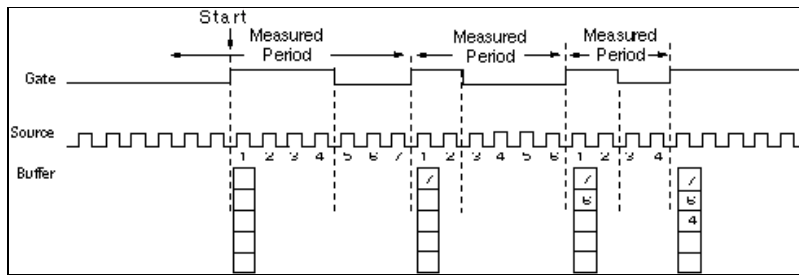 Start
Measured Period
Measured Period
Measured Period
Gate
Source
1 2 3 4 5 6 7 1 2 3 4 5 6 1 2 3 4
Buffer
7 7 7
6 6
4